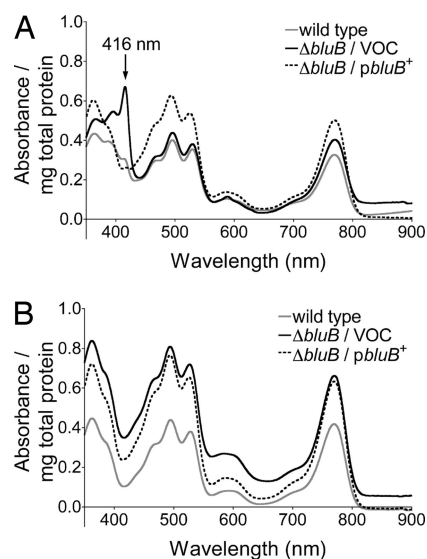 A
416 nm
wild type
ΔbluB / VOC
ΔbluB / pbluB⁺
1.0
0.8
0.6
0.4
0.2
0.0
Absorbance /
mg total protein
400 500 600 700 800 900
Wavelength (nm)
B
wild type
ΔbluB / VOC
ΔbluB / pbluB⁺
1.0
0.8
0.6
0.4
0.2
0.0
Absorbance /
mg total protein
400 500 600 700 800 900
Wavelength (nm)